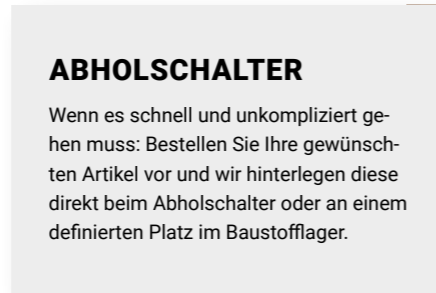 ABHOLSCHALTER
Wenn es schnell und unkompliziert ge-
hen muss: Bestellen Sie Ihre gewünsch-
ten Artikel vor und wir hinterlegen diese
direkt beim Abholschalter oder an einem
definierten Platz im Baustofflager.